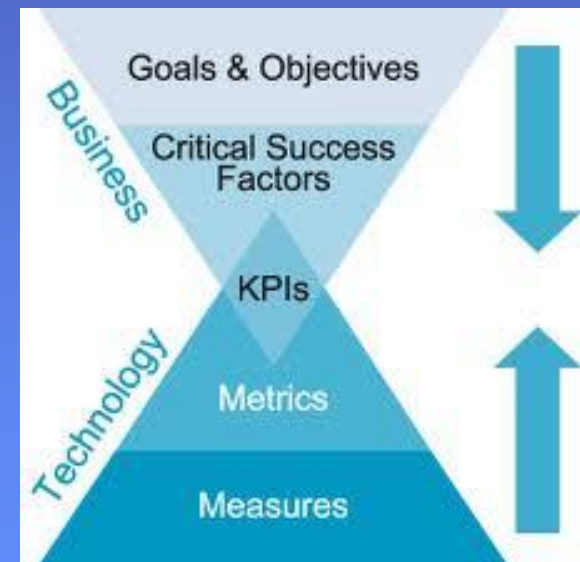 Goals & Objectives
Business
Critical Success
Factors
KPIs
Technology
Metrics
Measures